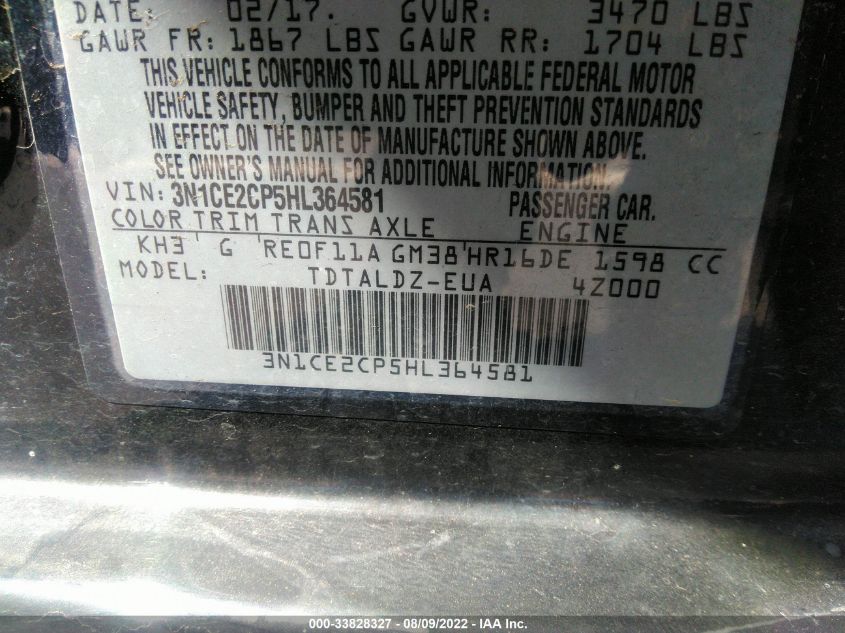 DATE: 02/17. GVWR: 3470 LBS
GAWR FR: 1867 LBS GAWR RR: 1704 LBS
THIS VEHICLE CONFORMS TO ALL APPLICABLE FEDERAL MOTOR
VEHICLE SAFETY, BUMPER AND THEFT PREVENTION STANDARDS
IN EFFECT ON THE DATE OF MANUFACTURE SHOWN ABOVE.
SEE OWNER'S MANUAL FOR ADDITIONAL INFORMATION.
VIN: 3N1CE2CP5HL364581 PASSENGER CAR.
COLOR TRIM TRANS AXLE ENGINE
KH3 ' G 'RE0F11A GM38'HR16DE 1598 CC
MODEL: TDTALDZ-EUA 4Z000
3N1CE2CP5HL364581
000-33828327 - 08/09/2022 - IAA, Inc.